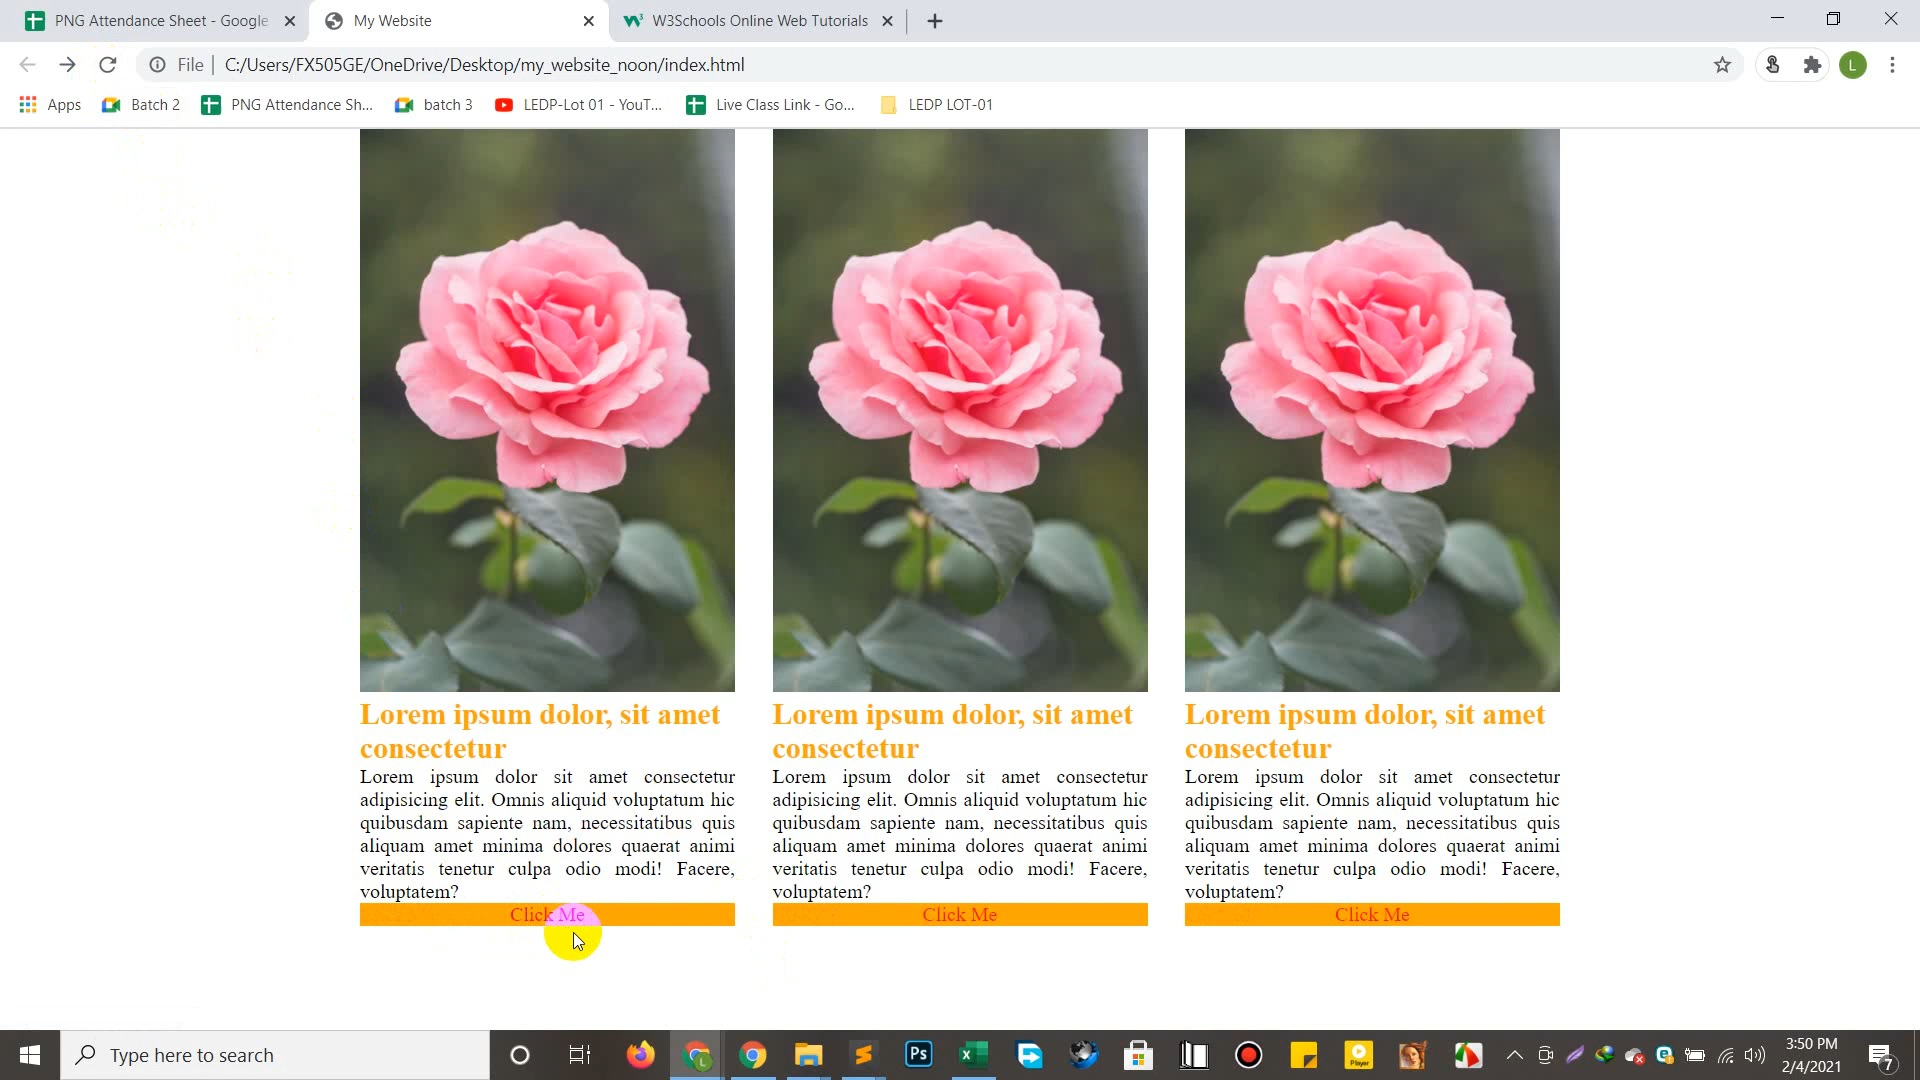 PNG Attendance Sheet - Google
My Website
W3Schools Online Web Tutorials
File
C:/Users/FX505GE/OneDrive/Desktop/my_website_noon/index.html
L
Apps
Batch 2
PNG Attendance Sh...
batch 3
LEDP-Lot 01 - YouT...
Live Class Link - Go...
LEDP LOT-01
Lorem ipsum dolor, sit amet
consectetur
Lorem ipsum dolor sit amet consectetur
adipisicing elit. Omnis aliquid voluptatum hic
quibusdam sapiente nam, necessitatibus quis
aliquam amet minima dolores quaerat animi
veritatis tenetur culpa odio modi! Facere,
voluptatem?
Click Me
Lorem ipsum dolor, sit amet
consectetur
Lorem ipsum dolor sit amet consectetur
adipisicing elit. Omnis aliquid voluptatum hic
quibusdam sapiente nam, necessitatibus quis
aliquam amet minima dolores quaerat animi
veritatis tenetur culpa odio modi! Facere,
voluptatem?
Click Me
Lorem ipsum dolor, sit amet
consectetur
Lorem ipsum dolor sit amet consectetur
adipisicing elit. Omnis aliquid voluptatum hic
quibusdam sapiente nam, necessitatibus quis
aliquam amet minima dolores quaerat animi
veritatis tenetur culpa odio modi! Facere,
voluptatem?
Click Me
Type here to search
L
Ps
X
Player
3:50 PM
2/4/2021
7